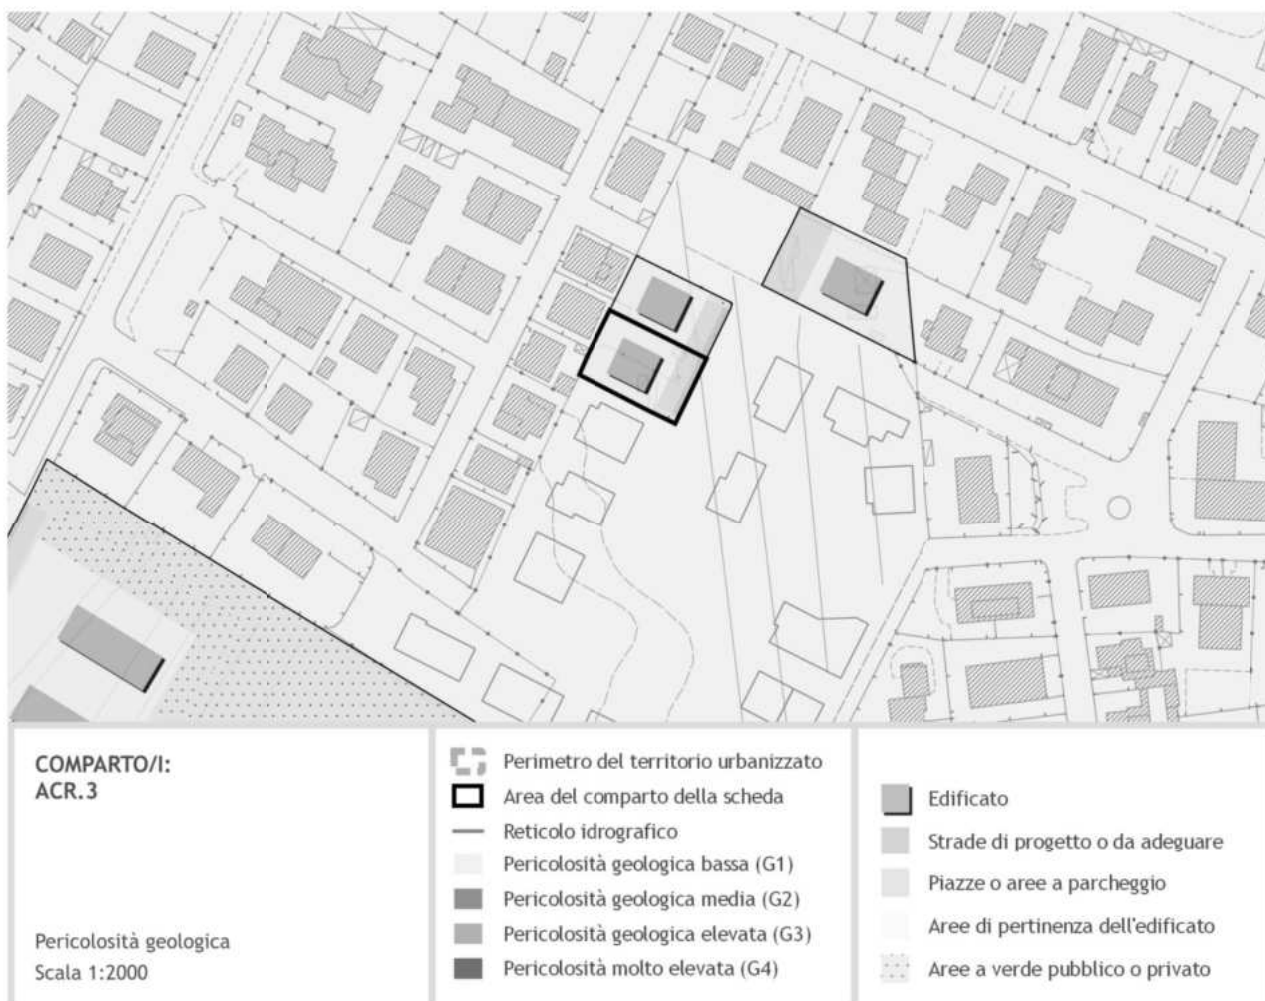 COMPARTO/I:
ACR.3
Pericolosità geologica
Scala 1:2000
Perimetro del territorio urbanizzato
Area del comparto della scheda
Reticolo idrografico
Pericolosità geologica bassa (G1)
Pericolosità geologica media (G2)
Pericolosità geologica elevata (G3)
Pericolosità molto elevata (G4)
Edificato
Strade di progetto o da adeguare
Piazze o aree a parcheggio
Aree di pertinenza dell'edificato
Aree a verde pubblico o privato